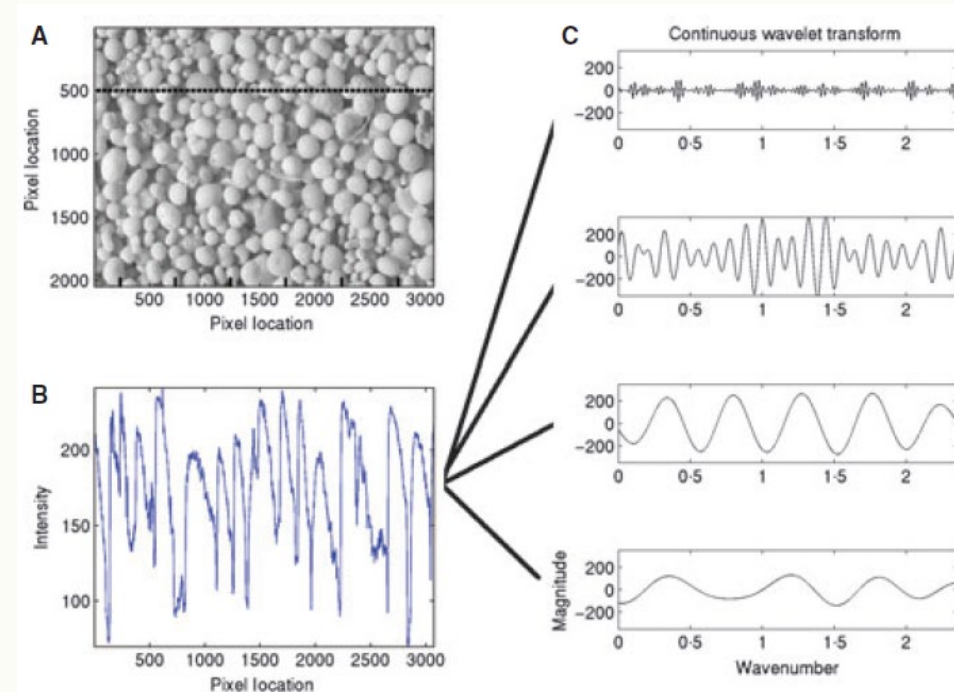 A
500
1000
1500
2000
Pixel location
500 1000 1500 2000 2500 3000
Pixel location
B
200
150
100
Intensity
500 1000 1500 2000 2500 3000
Pixel location
C
Continuous wavelet transform
200
0
−200
0 0·5 1 1·5 2
200
0
−200
0 0·5 1 1·5 2
200
0
−200
0 0·5 1 1·5 2
Magnitude
200
0
−200
0 0·5 1 1·5 2
Wavenumber